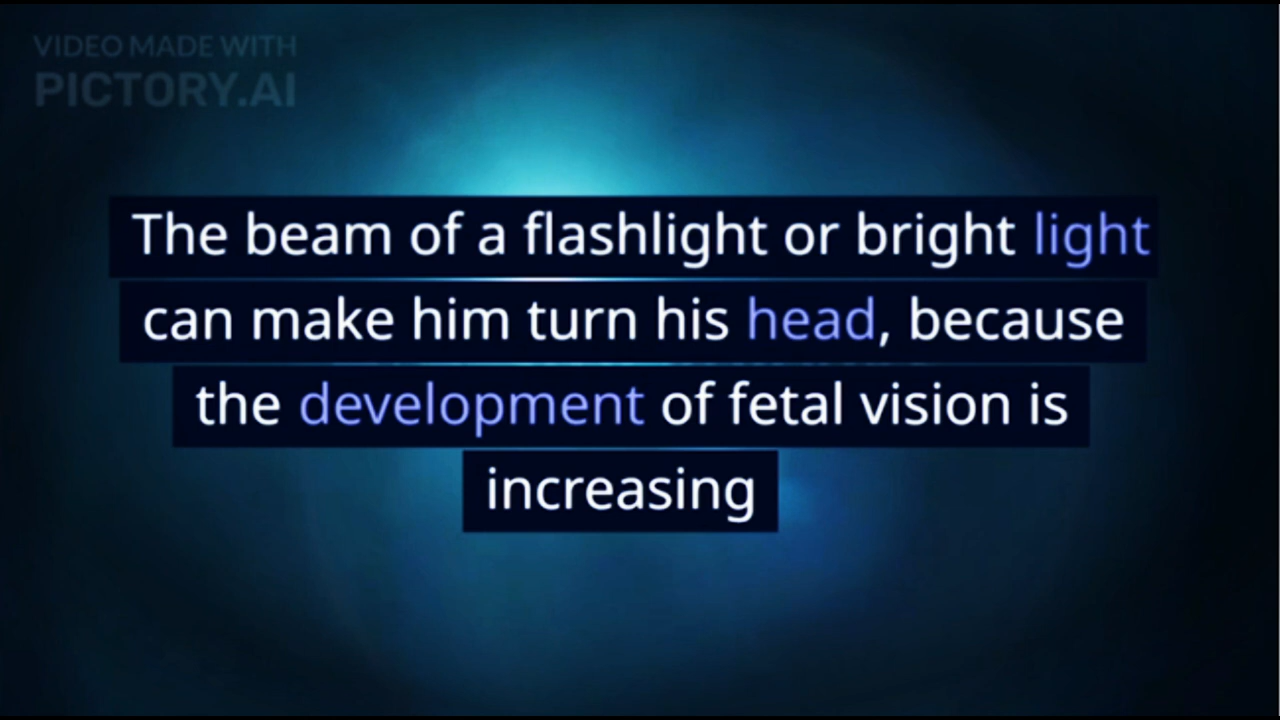 VIDEO MADE WITH
PICTORY.AI
The beam of a flashlight or bright light
can make him turn his head, because
the development of fetal vision is
increasing